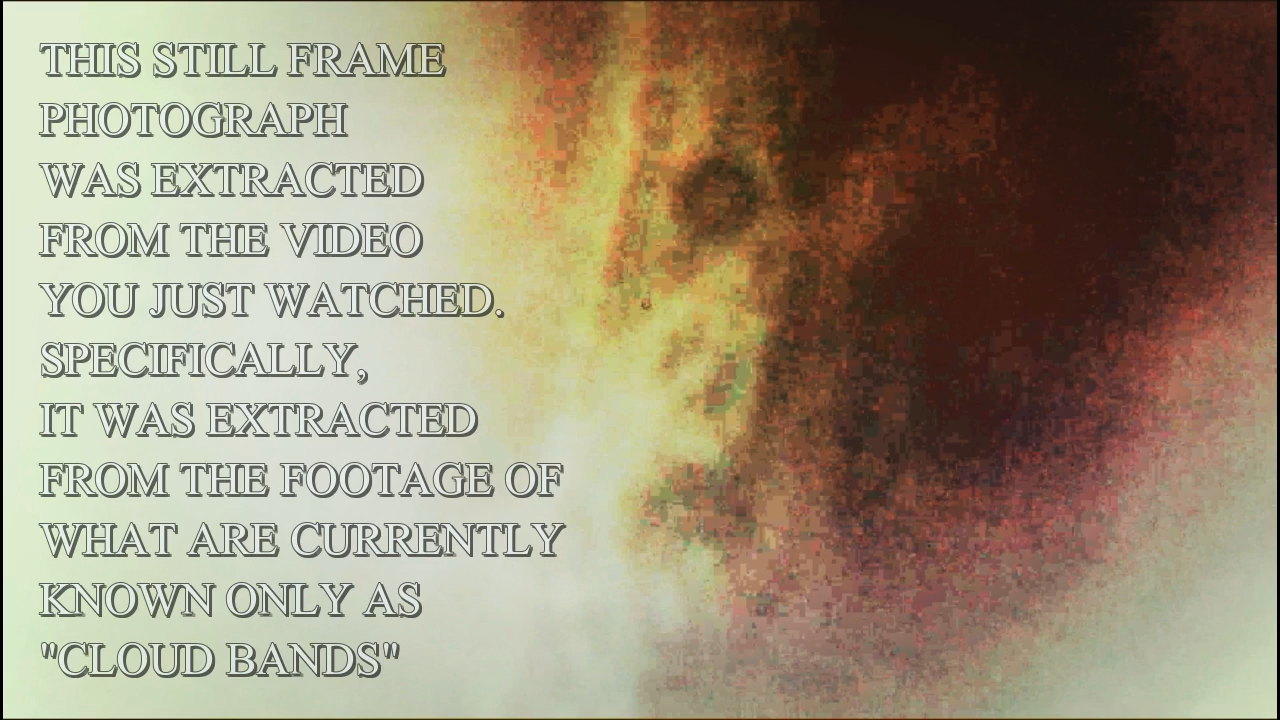 THIS STILL FRAME
PHOTOGRAPH
WAS EXTRACTED
FROM THE VIDEO
YOU JUST WATCHED.
SPECIFICALLY,
IT WAS EXTRACTED
FROM THE FOOTAGE OF
WHAT ARE CURRENTLY
KNOWN ONLY AS
"CLOUD BANDS"